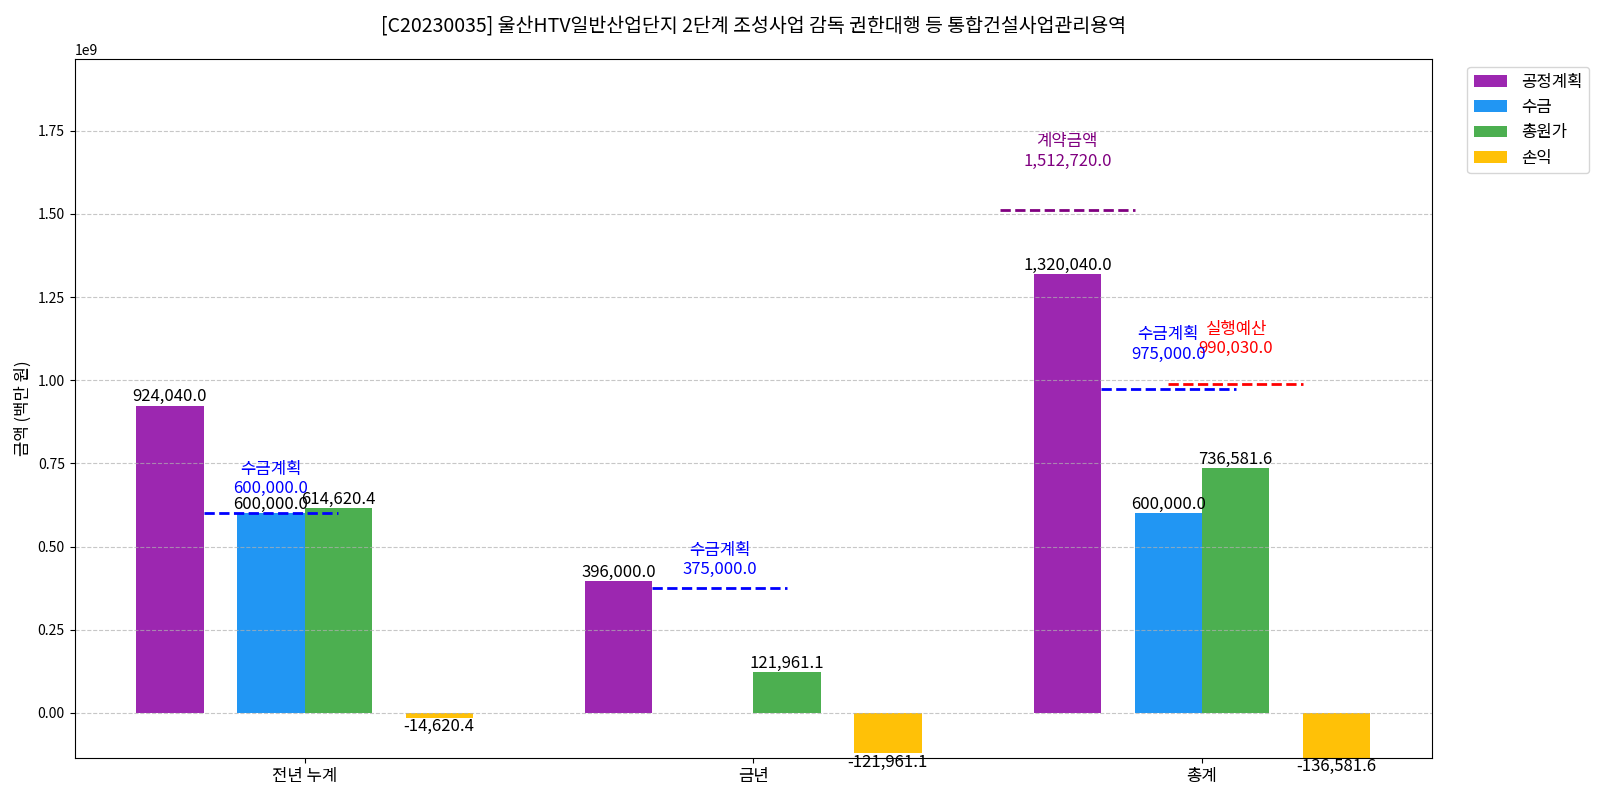 [C20230035] 울산HTV일반산업단지 2단계 조성사업 감독 권한대행 등 통합건설사업관리용역
1e9
공정계획
수금
총원가
손익
금액 (백만 원)
1.75
1.50
1.25
1.00
0.75
0.50
0.25
0.00
924,040.0
수금계획
600,000.0
600,000.0
614,620.4
-14,620.4
396,000.0
수금계획
375,000.0
121,961.1
-121,961.1
계약금액
1,512,720.0
1,320,040.0
수금계획
975,000.0
실행예산
990,030.0
600,000.0
736,581.6
-136,581.6
전년 누계
금년
총계